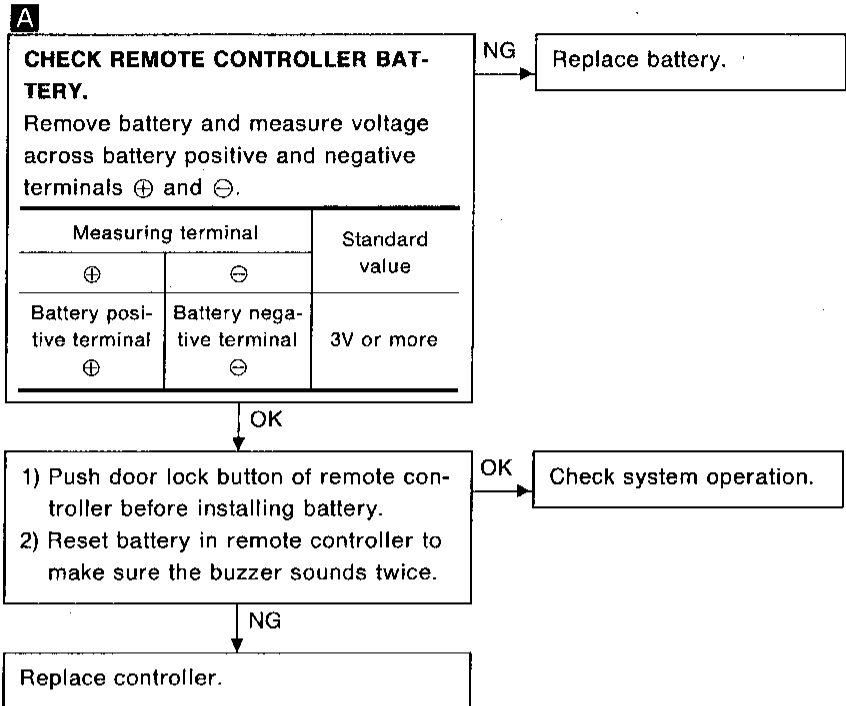 A
CHECK REMOTE CONTROLLER BAT-
TERY.
Remove battery and measure voltage
across battery positive and negative
terminals ⊕ and ⊖.
Measuring terminal
Standard
value
⊕
⊖
Battery posi-
tive terminal
⊕
Battery nega-
tive terminal
⊖
3V or more
NG
Replace battery.
OK
1) Push door lock button of remote con-
troller before installing battery.
2) Reset battery in remote controller to
make sure the buzzer sounds twice.
OK
Check system operation.
NG
Replace controller.